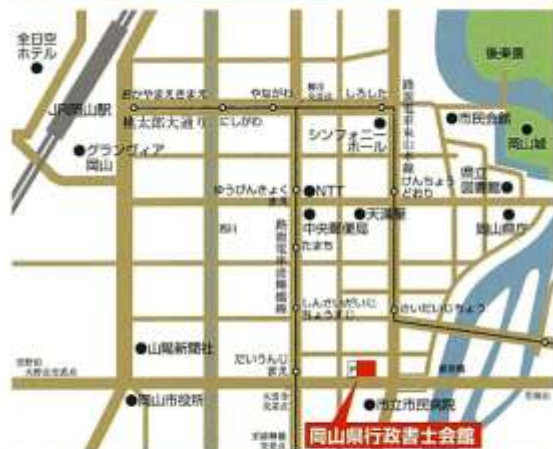 全日空
ホテル
後楽園
JR岡山駅
おかやまえきまえ
やながわ
しろした
桃太郎大通り
にしがわ
シンフォニー
ホール
市民会館
岡山城
グランヴィア
岡山
ゆうびんきょく
まえ
NTT
けんちょう
どおり
県立
図書館
天満屋
中央郵便局
岡山県庁
たまち
しんさいだいじ
ちょうすじ
さいだいじちょう
山陽新聞社
だいうんじ
まえ
P
岡山市役所
市立市民病院
岡山県行政書士会館